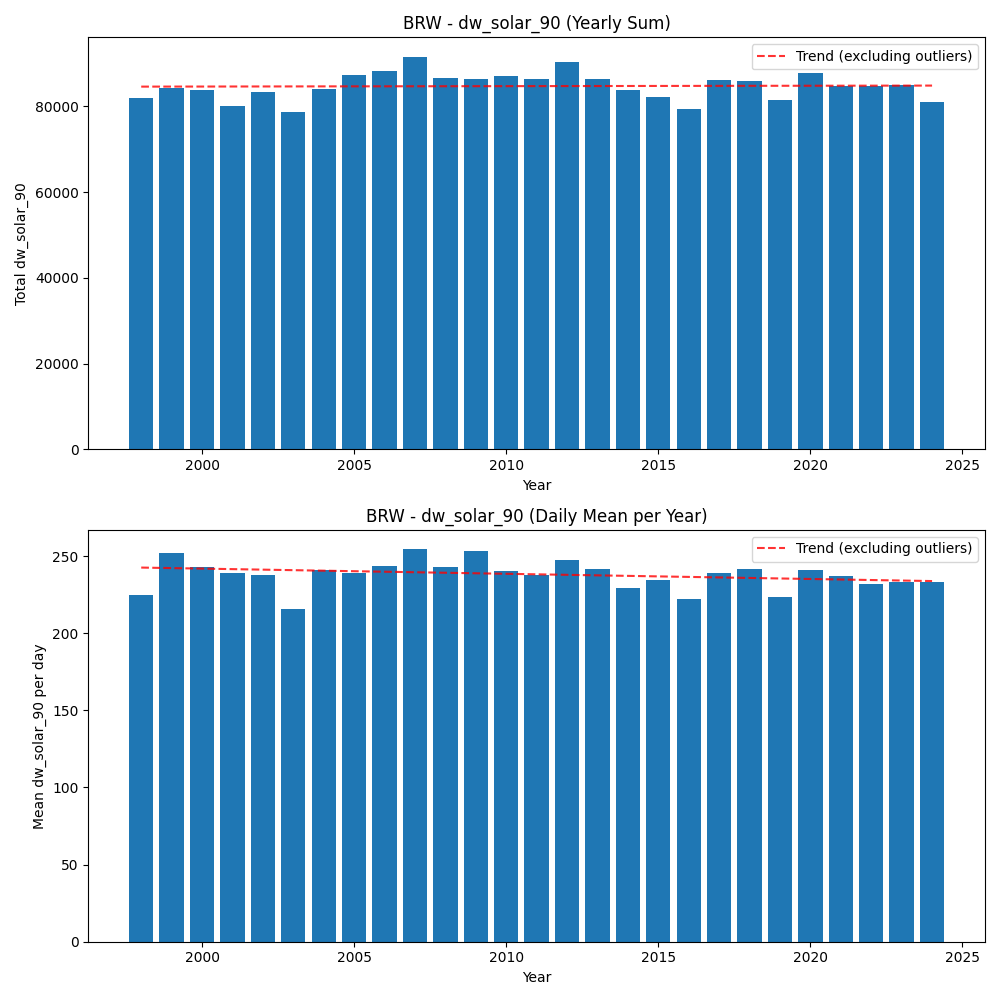 BRW - dw_solar_90 (Yearly Sum)
Trend (excluding outliers)
80000
60000
40000
20000
0
Total dw_solar_90
2000 2005 2010 2015 2020 2025
Year
BRW - dw_solar_90 (Daily Mean per Year)
Trend (excluding outliers)
250
200
150
100
50
0
Mean dw_solar_90 per day
2000 2005 2010 2015 2020 2025
Year